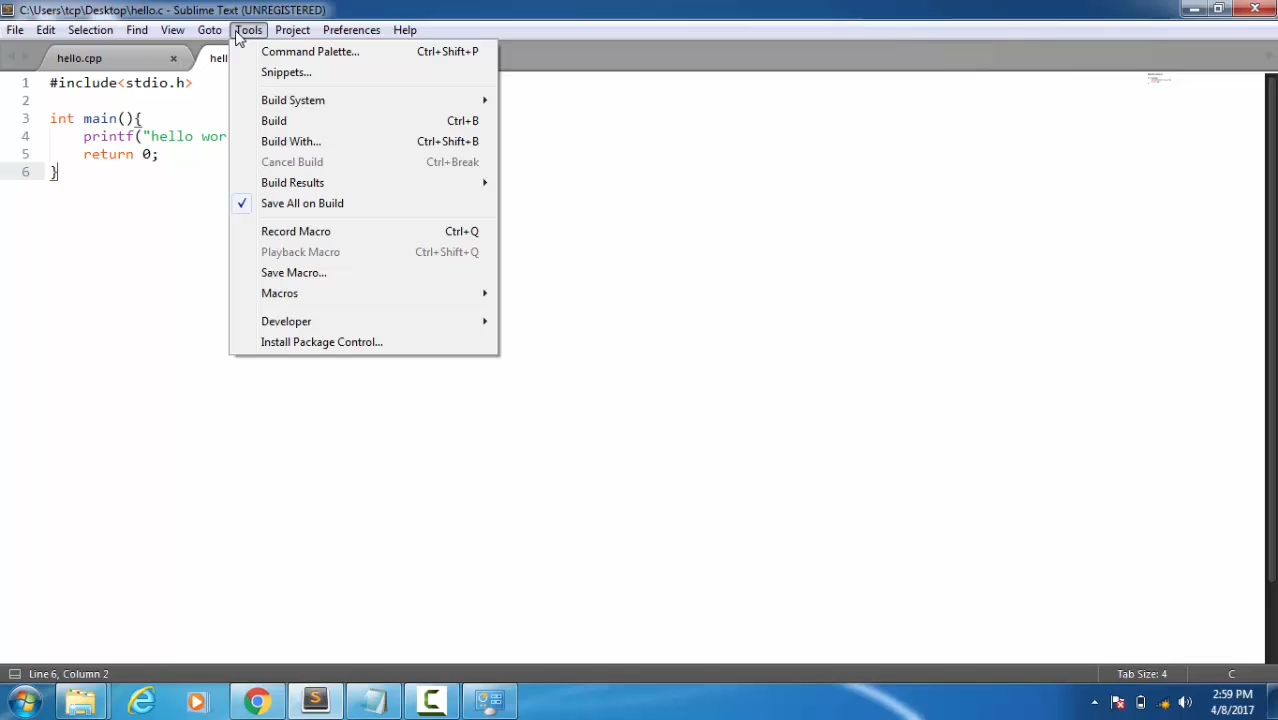 C:\Users\tcp\Desktop\hello.c - Sublime Text (UNREGISTERED)
File Edit Selection Find View Goto Tools Project Preferences Help
hello.cpp × hell
1 #include<stdio.h>
2
3 int main(){
4 printf("hello wor
5 return 0;
6 }
Command Palette... Ctrl+Shift+P
Snippets...
Build System
Build Ctrl+B
Build With... Ctrl+Shift+B
Cancel Build Ctrl+Break
Build Results
Save All on Build
Record Macro Ctrl+Q
Playback Macro Ctrl+Shift+Q
Save Macro...
Macros
Developer
Install Package Control...
Line 6, Column 2 Tab Size: 4 C
2:59 PM
4/8/2017